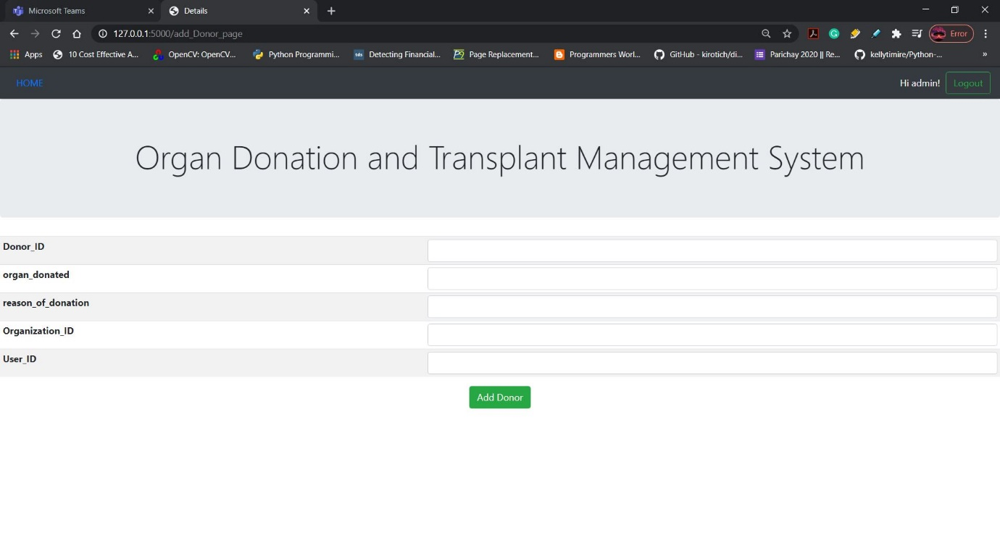 Microsoft Teams
Details
127.0.0.1:5000/add_Donor_page
Error
Apps
10 Cost Effective A...
OpenCV: OpenCV...
Python Programmi...
tds
Detecting Financial...
Page Replacement...
Programmers Worl...
GitHub - kirotich/di...
Parichay 2020 || Re...
kellytimire/Python-...
»
HOME
Hi admin!
Logout
Organ Donation and Transplant Management System
Donor_ID
organ_donated
reason_of_donation
Organization_ID
User_ID
Add Donor